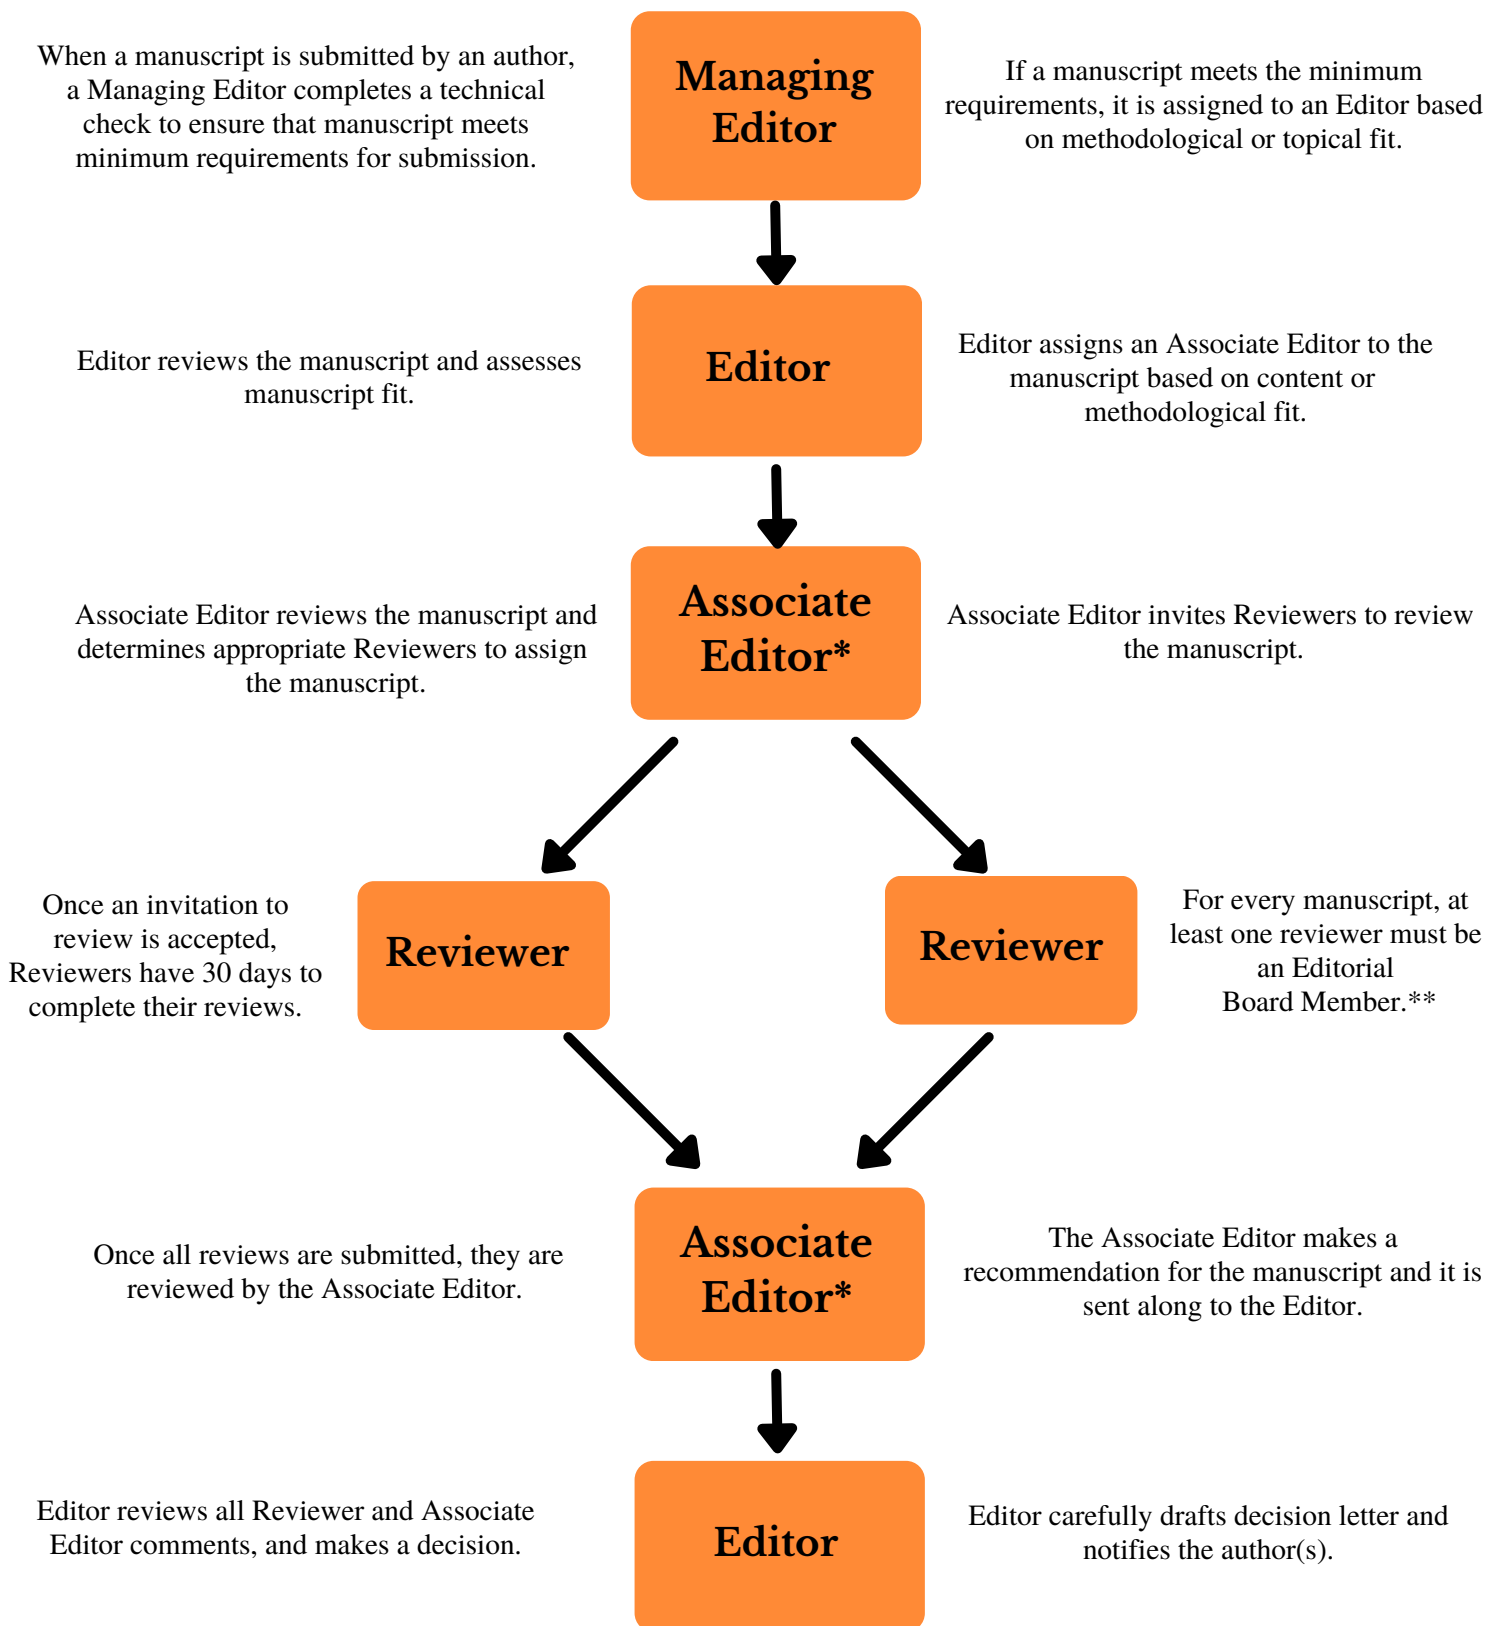 When a manuscript is submitted by an author,
a Managing Editor completes a technical
check to ensure that manuscript meets
minimum requirements for submission.
Managing
Editor
If a manuscript meets the minimum
requirements, it is assigned to an Editor based
on methodological or topical fit.
Editor reviews the manuscript and assesses
manuscript fit.
Editor
Editor assigns an Associate Editor to the
manuscript based on content or
methodological fit.
Associate Editor reviews the manuscript and
determines appropriate Reviewers to assign
the manuscript.
Associate
Editor*
Associate Editor invites Reviewers to review
the manuscript.
Once an invitation to
review is accepted,
Reviewers have 30 days to
complete their reviews.
Reviewer
Reviewer
For every manuscript, at
least one reviewer must be
an Editorial
Board Member.**
Once all reviews are submitted, they are
reviewed by the Associate Editor.
Associate
Editor*
The Associate Editor makes a
recommendation for the manuscript and it is
sent along to the Editor.
Editor reviews all Reviewer and Associate
Editor comments, and makes a decision.
Editor
Editor carefully drafts decision letter and
notifies the author(s).